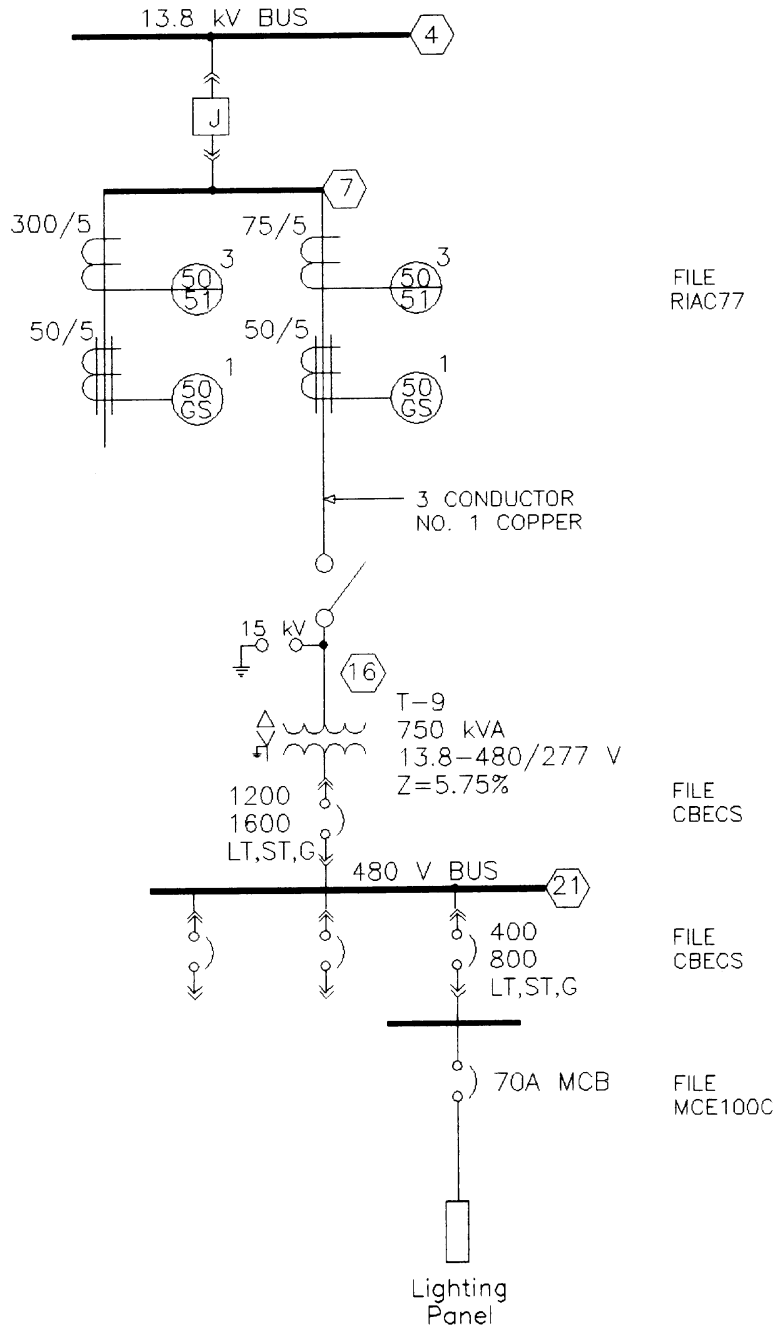 13.8 kV BUS
4
J
7
300/5
75/5
3
50
51
3
50
51
FILE
RIAC77
50/5
50/5
1
50
GS
1
50
GS
3 CONDUCTOR
NO. 1 COPPER
15 kV
16
T-9
750 kVA
13.8-480/277 V
Z=5.75%
1200
1600
LT,ST,G
FILE
CBECS
480 V BUS
21
400
800
LT,ST,G
FILE
CBECS
70A MCB
FILE
MCE100C
Lighting
Panel